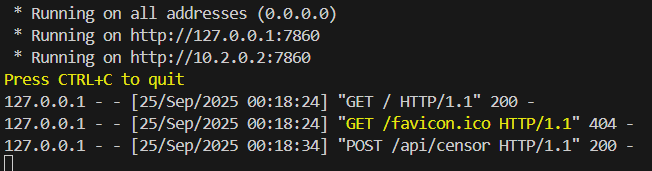 * Running on all addresses (0.0.0.0)
* Running on http://127.0.0.1:7860
* Running on http://10.2.0.2:7860
Press CTRL+C to quit
127.0.0.1 - - [25/Sep/2025 00:18:24] "GET / HTTP/1.1" 200 -
127.0.0.1 - - [25/Sep/2025 00:18:24] "GET /favicon.ico HTTP/1.1" 404 -
127.0.0.1 - - [25/Sep/2025 00:18:34] "POST /api/censor HTTP/1.1" 200 -